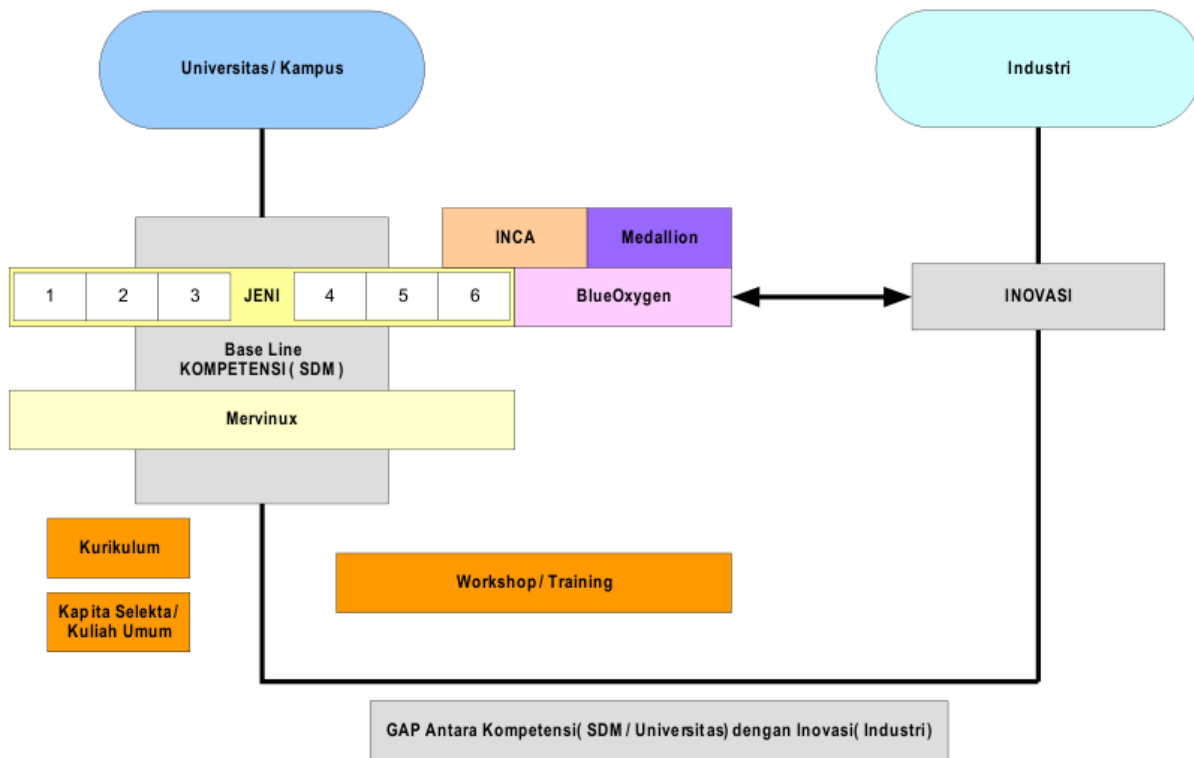 Universitas/ Kampus
Industri
INCA
Medallion
1
2
3
JENI
4
5
6
BlueOxygen
INOVASI
Base Line
KOMPETENSI( SDM )
Mervinux
Kurikulum
Workshop/ Training
Kapita Selekta/
Kuliah Umum
GAP Antara Kompetensi( SDM / Universitas) dengan Inovasi( Industri)